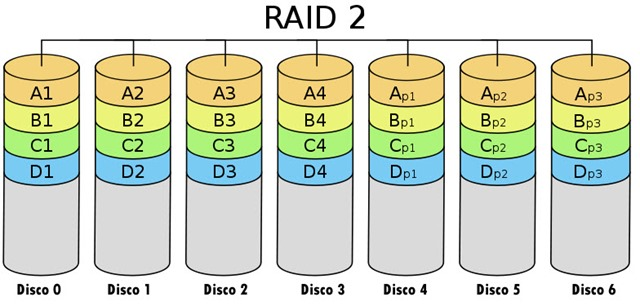 RAID 2
A1 A2 A3 A4 Ap1 Ap2 Ap3
B1 B2 B3 B4 Bp1 Bp2 Bp3
C1 C2 C3 C4 Cp1 Cp2 Cp3
D1 D2 D3 D4 Dp1 Dp2 Dp3
Disco 0 Disco 1 Disco 2 Disco 3 Disco 4 Disco 5 Disco 6